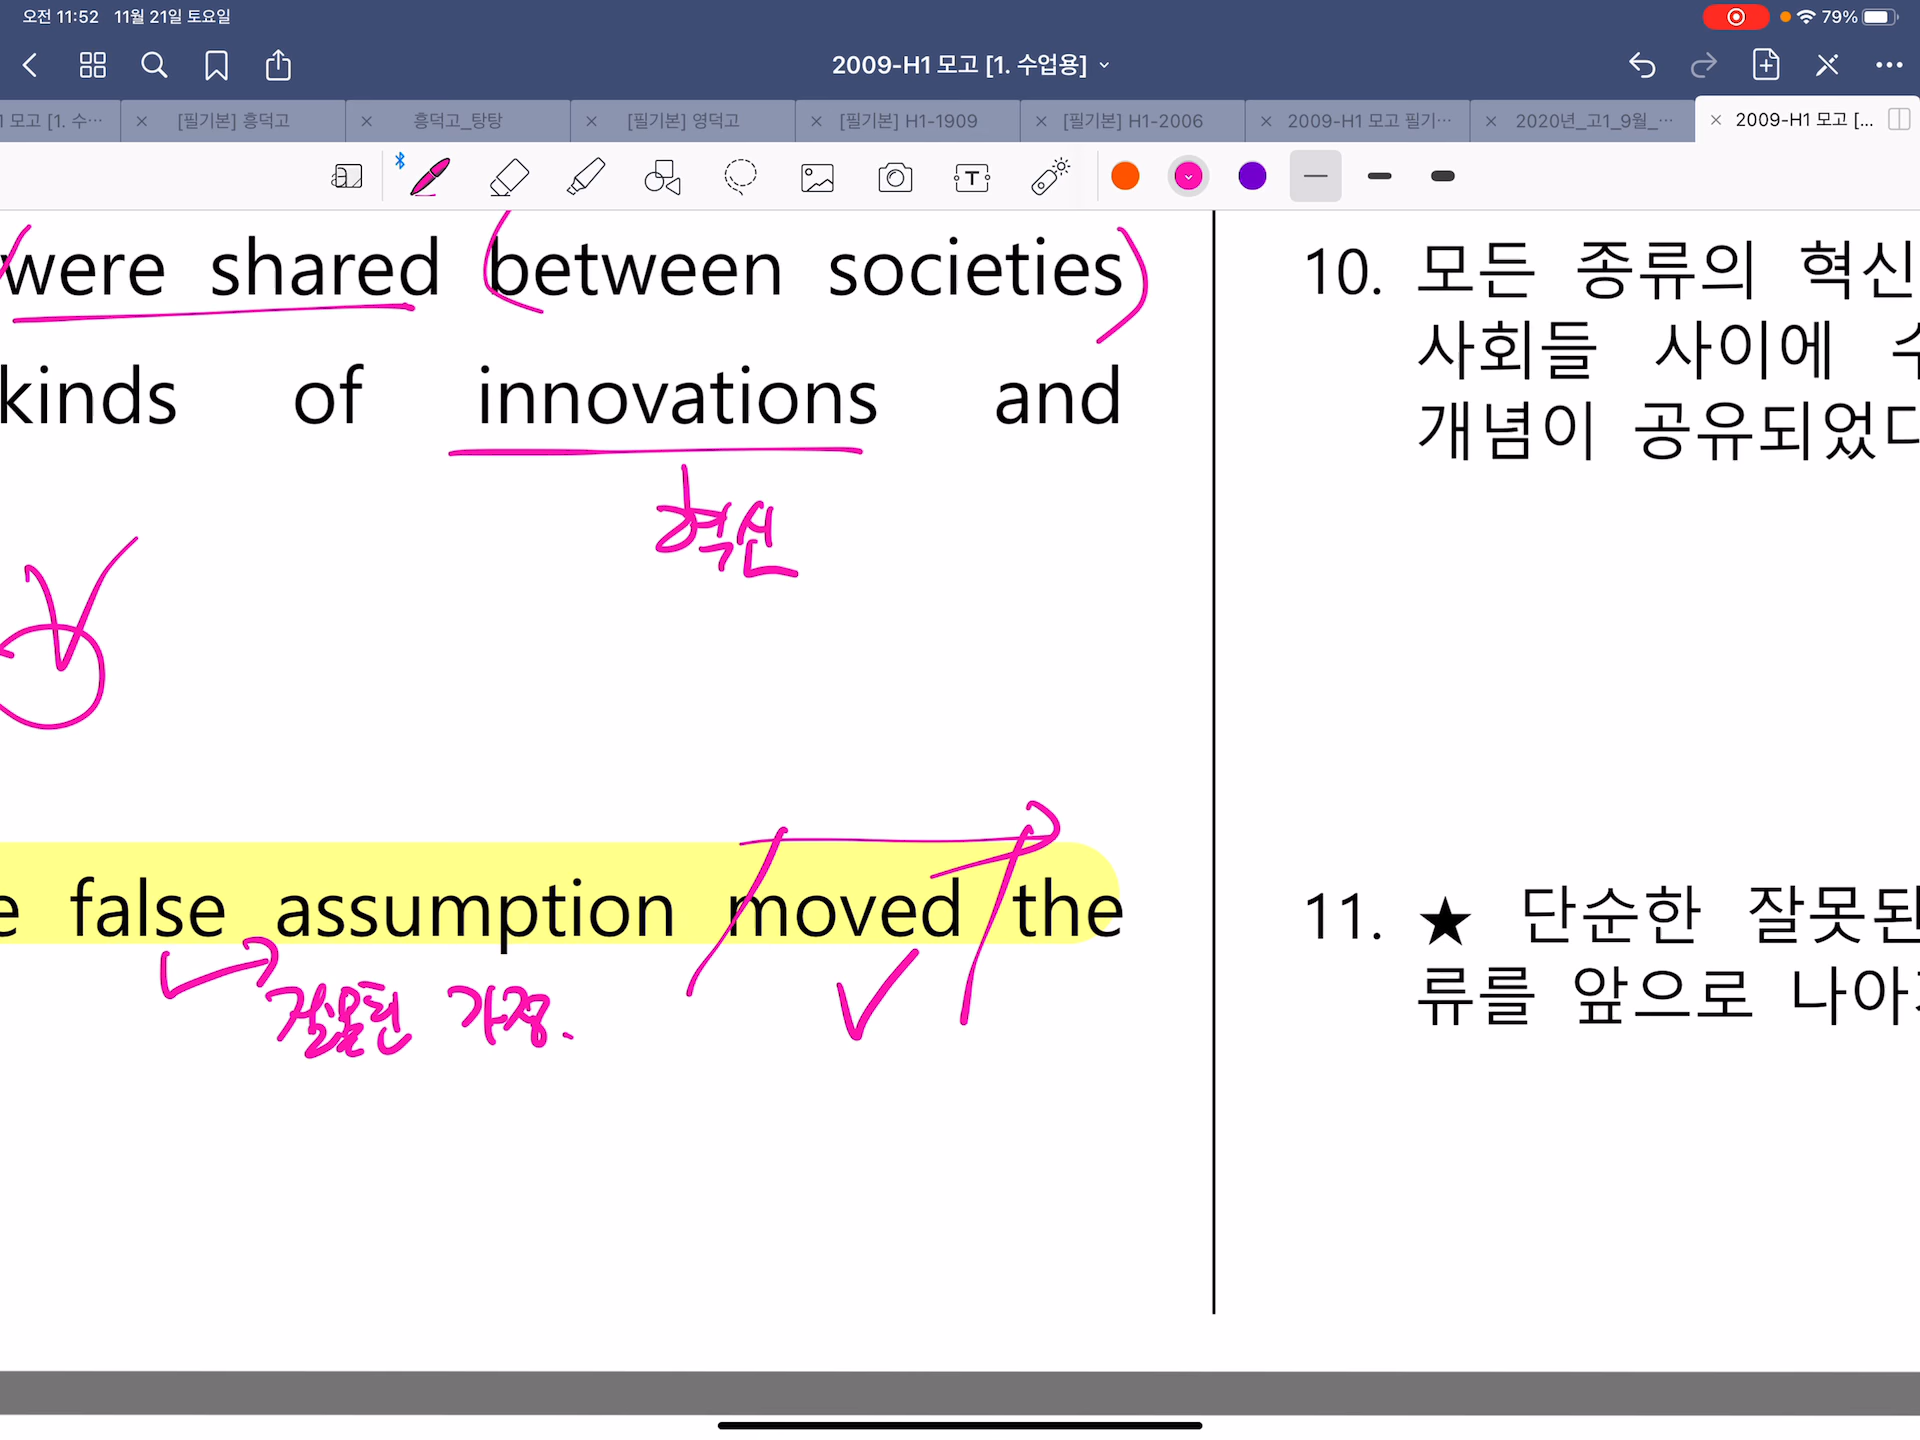 오전 11:52 11월 21일 토요일
79%
2009-H1 모고 [1. 수업용]
모고 [1. 수…
[필기본] 흥덕고
흥덕고_탕탕
[필기본] 영덕고
[필기본] H1-1909
[필기본] H1-2006
2009-H1 모고 필기…
2020년_고1_9월_…
2009-H1 모고 [...
were shared between societies
kinds of innovations and
혁신
e false assumption moved the
잘못된 가정.
10. 모든 종류의 혁신
사회들 사이에
개념이 공유되었다
11. ★ 단순한 잘못된
류를 앞으로 나아